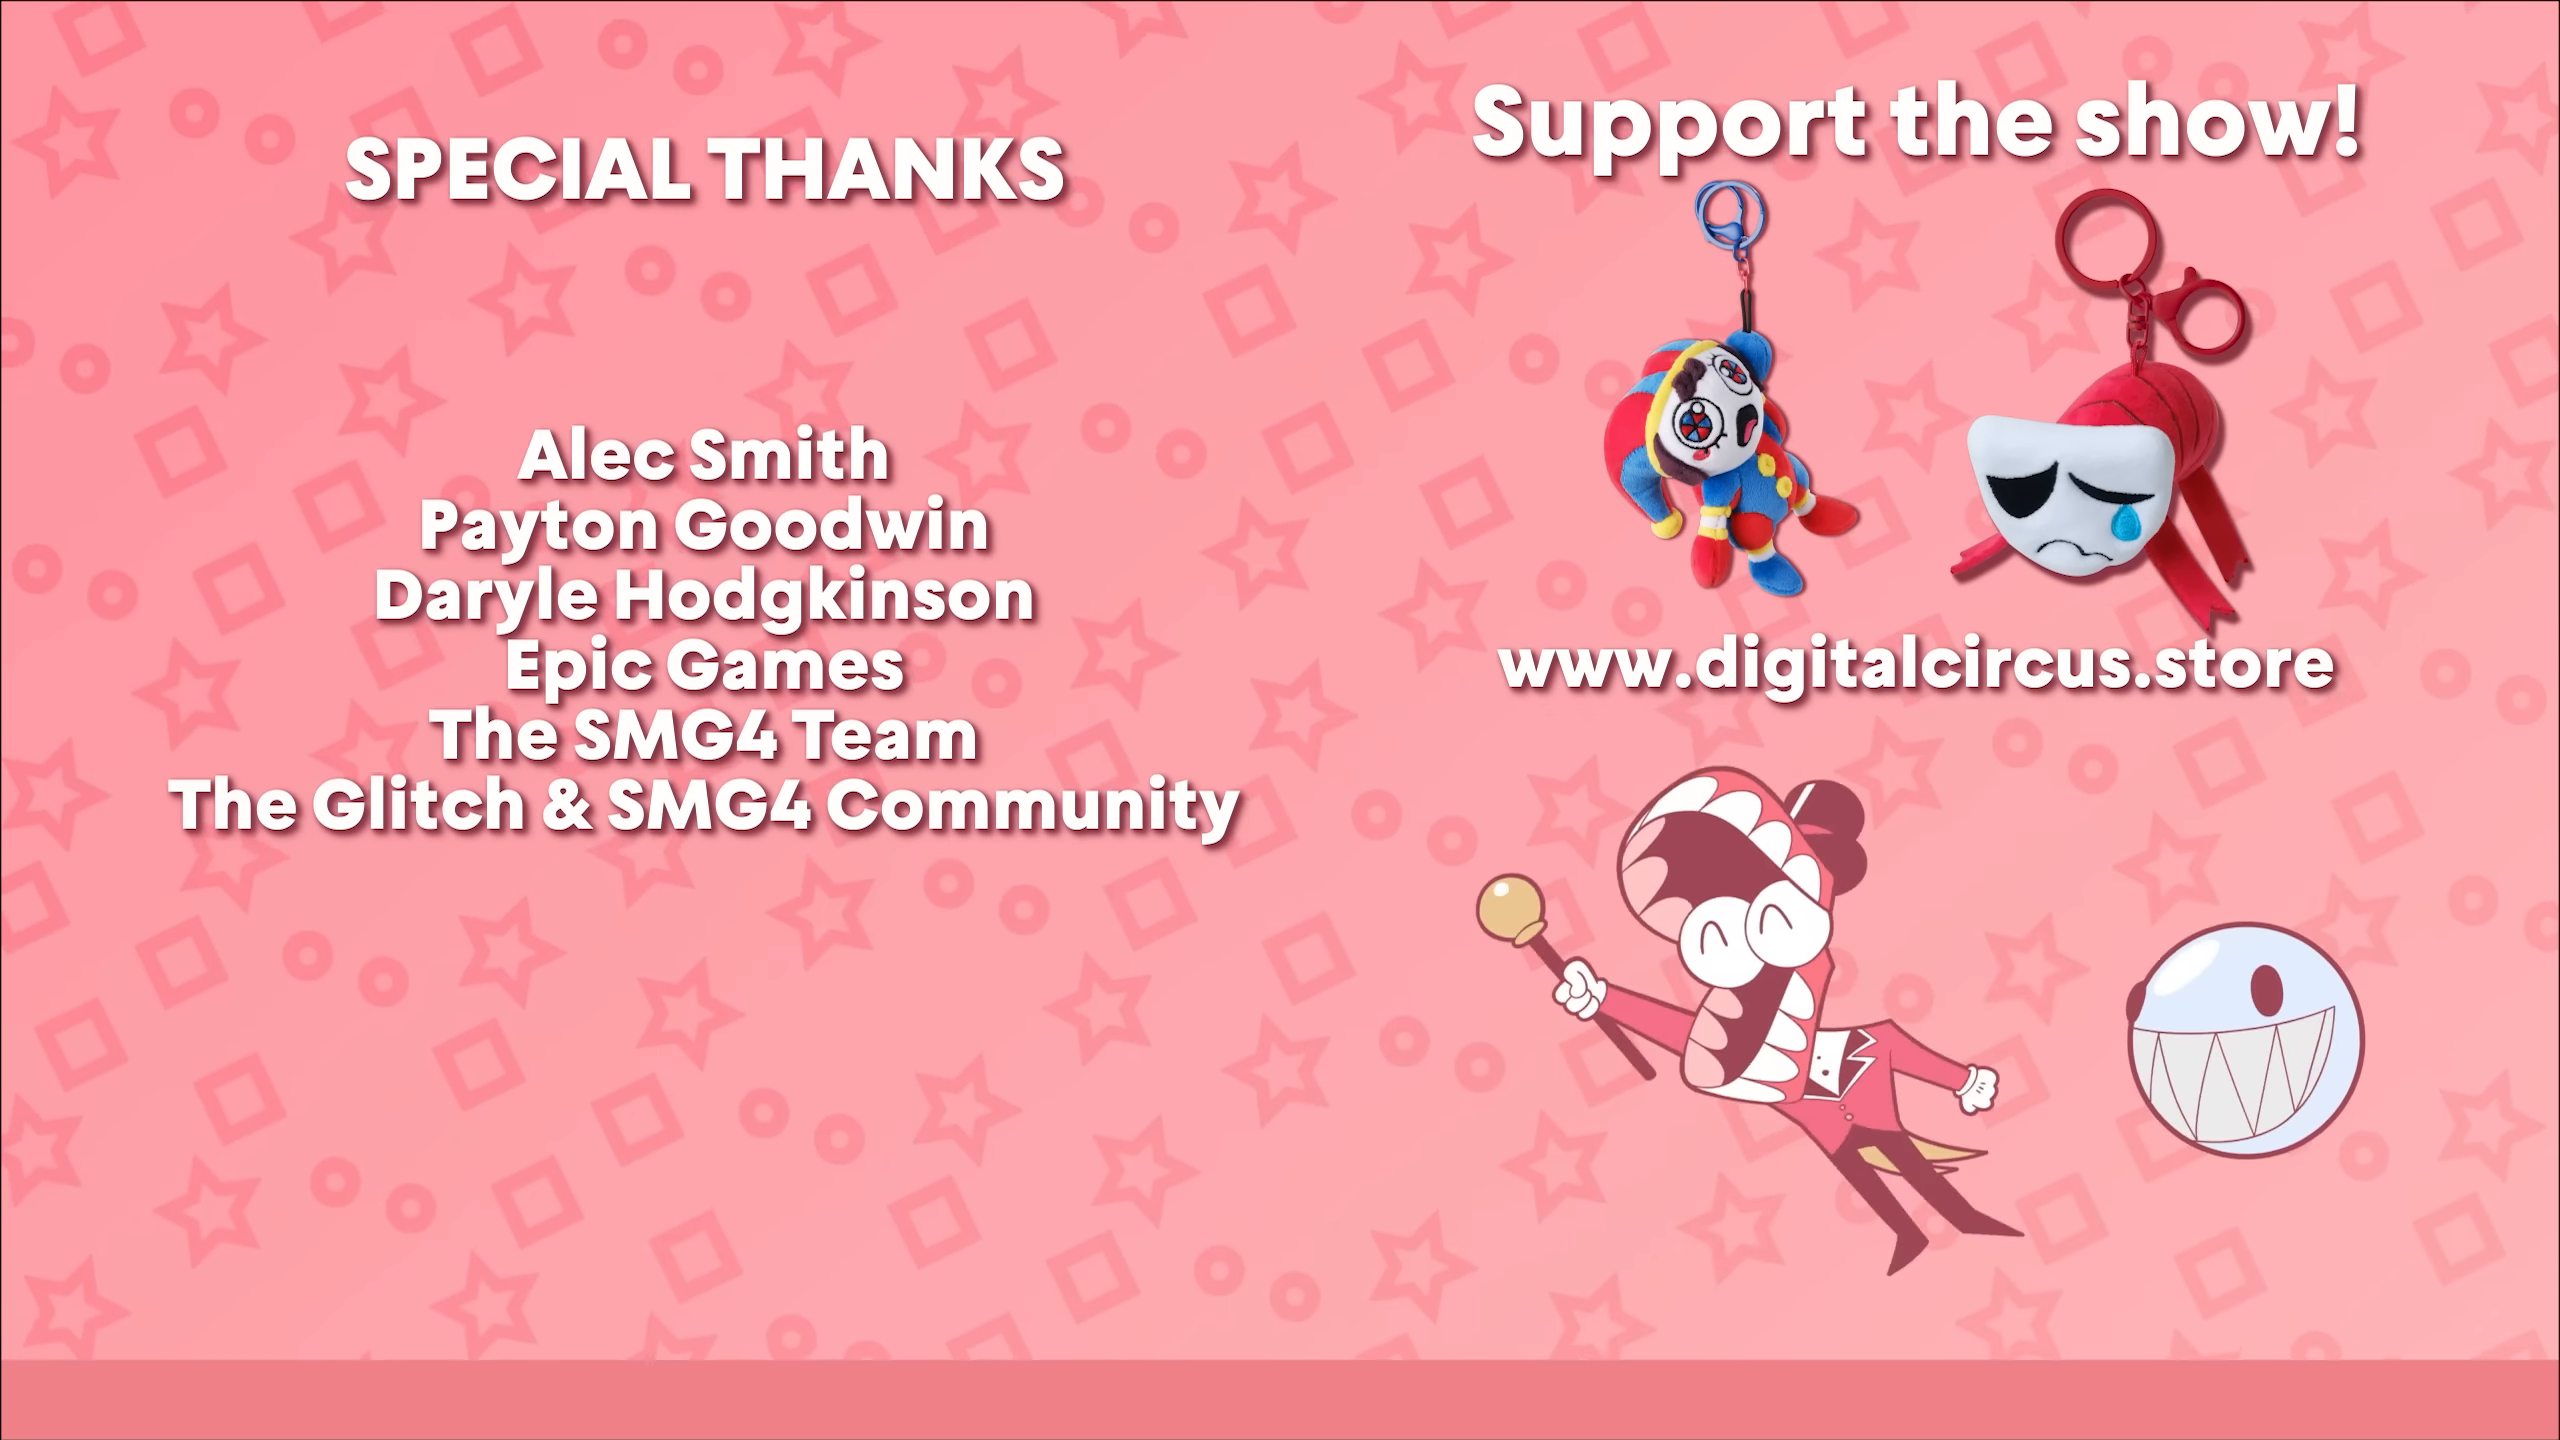 SPECIAL THANKS
Alec Smith
Payton Goodwin
Daryle Hodgkinson
Epic Games
The SMG4 Team
The Glitch & SMG4 Community
Support the show!
www.digitalcircus.store